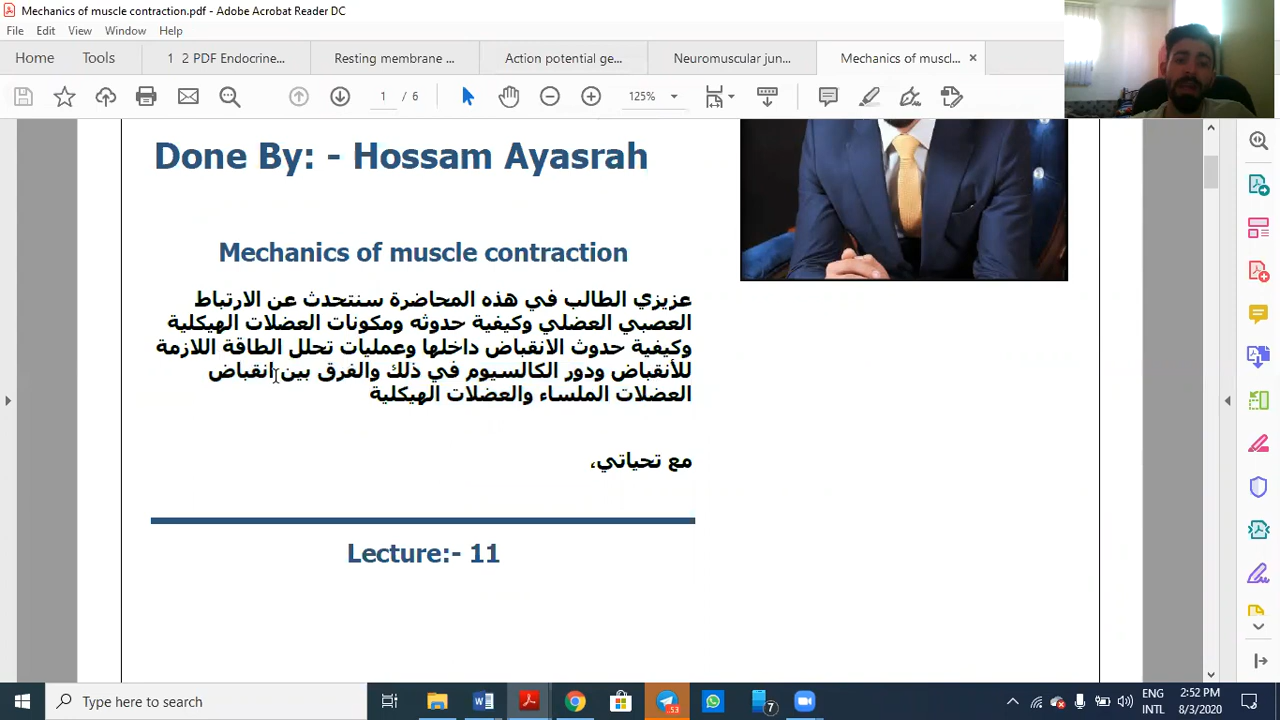 Mechanics of muscle contraction.pdf - Adobe Acrobat Reader DC
File Edit View Window Help
Home Tools 1 2 PDF Endocrine... Resting membrane ... Action potential ge... Neuromuscular jun... Mechanics of muscl... ×
1 / 6 125%
Done By: - Hossam Ayasrah
Mechanics of muscle contraction
عزيزي الطالب في هذه المحاضرة سنتحدث عن الارتباط
العصبي العضلي وكيفية حدوثه ومكونات العضلات الهيكلية
وكيفية حدوث الانقباض داخلها وعمليات تحلل الطاقة اللازمة
للأنقباض ودور الكالسيوم في ذلك والفرق بين انقباض
العضلات الملساء والعضلات الهيكلية
مع تحياتي،
Lecture:- 11
Type here to search
53
7
ENG
INTL
2:52 PM
8/3/2020